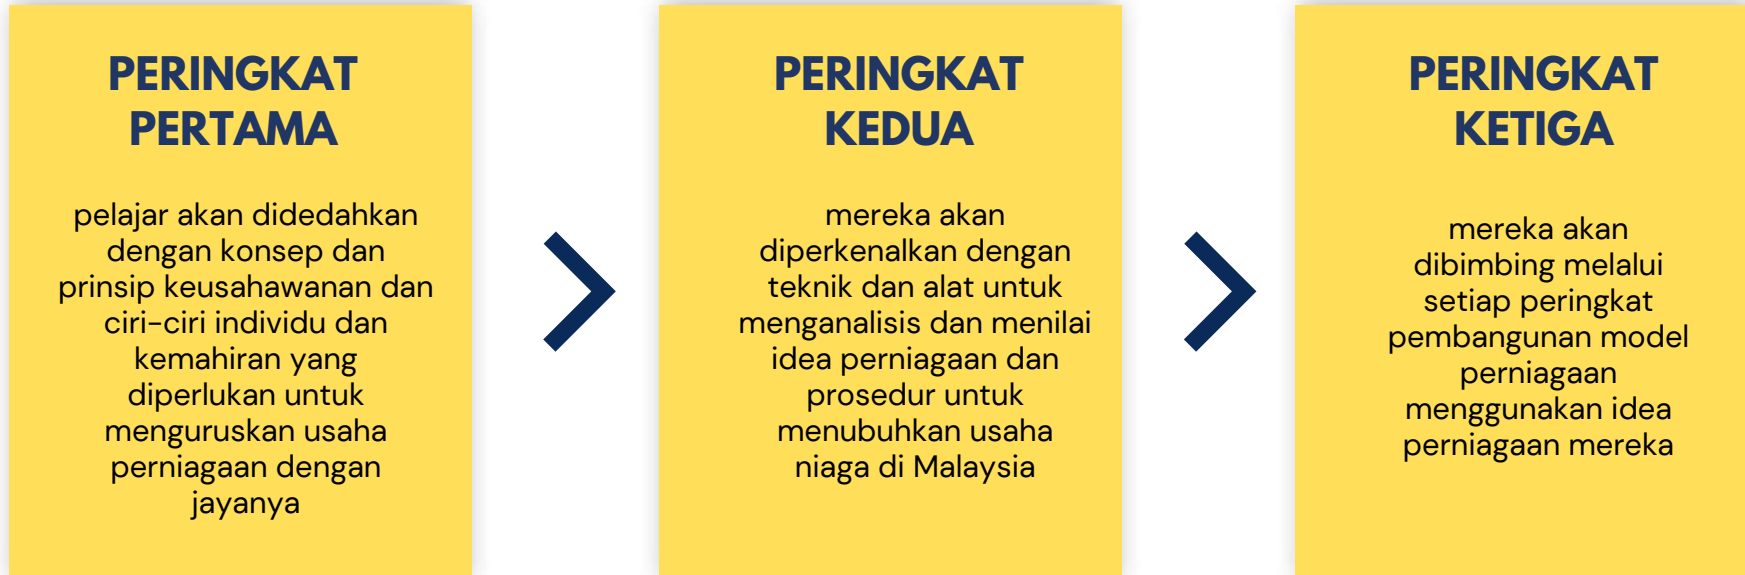 PERINGKAT
PERTAMA
pelajar akan didedahkan
dengan konsep dan
prinsip keusahawanan dan
ciri-ciri individu dan
kemahiran yang
diperlukan untuk
menguruskan usaha
perniagaan dengan
jayanya
PERINGKAT
KEDUA
mereka akan
diperkenalkan dengan
teknik dan alat untuk
menganalisis dan menilai
idea perniagaan dan
prosedur untuk
menubuhkan usaha
niaga di Malaysia
PERINGKAT
KETIGA
mereka akan
dibimbing melalui
setiap peringkat
pembangunan model
perniagaan
menggunakan idea
perniagaan mereka